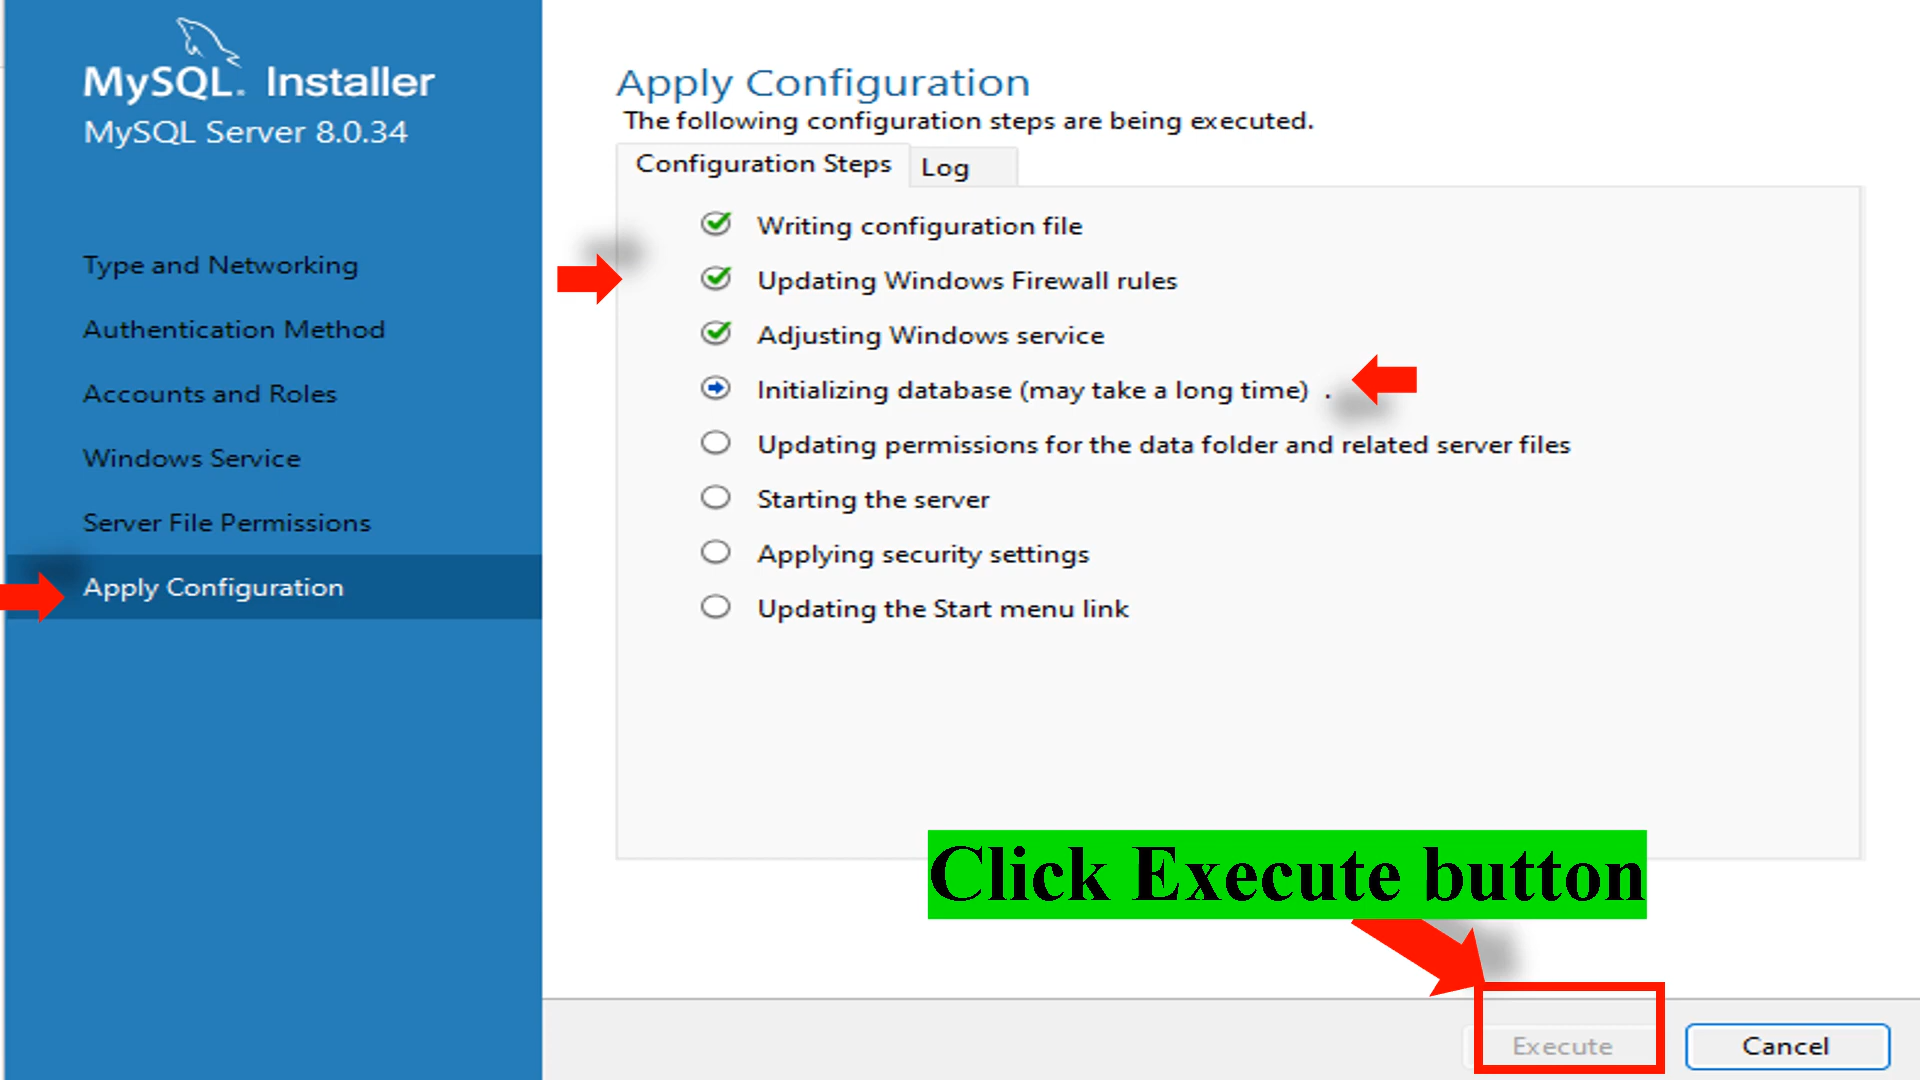 MySQL. Installer
MySQL Server 8.0.34
Type and Networking
Authentication Method
Accounts and Roles
Windows Service
Server File Permissions
Apply Configuration
Apply Configuration
The following configuration steps are being executed.
Configuration Steps
Log
Writing configuration file
Updating Windows Firewall rules
Adjusting Windows service
Initializing database (may take a long time) .
Updating permissions for the data folder and related server files
Starting the server
Applying security settings
Updating the Start menu link
Click Execute button
Execute
Cancel